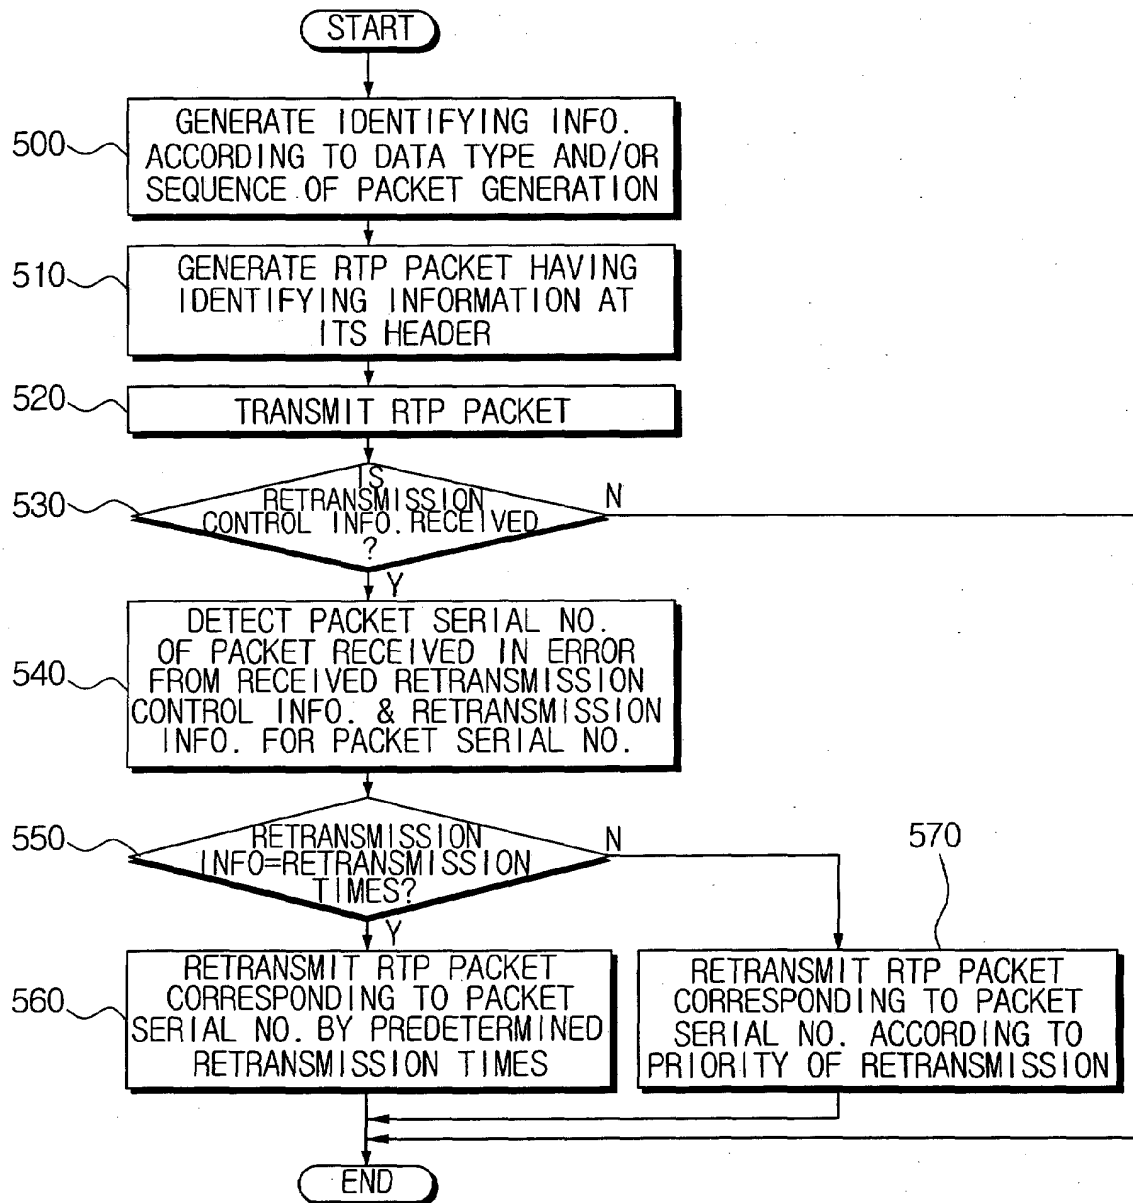 START
500
GENERATE IDENTIFYING INFO.
ACCORDING TO DATA TYPE AND/OR
SEQUENCE OF PACKET GENERATION
510
GENERATE RTP PACKET HAVING
IDENTIFYING INFORMATION AT
ITS HEADER
520
TRANSMIT RTP PACKET
530
IS
RETRANSMISSION
CONTROL INFO. RECEIVED
?
N
Y
540
DETECT PACKET SERIAL NO.
OF PACKET RECEIVED IN ERROR
FROM RECEIVED RETRANSMISSION
CONTROL INFO. & RETRANSMISSION
INFO. FOR PACKET SERIAL NO.
550
RETRANSMISSION
INFO=RETRANSMISSION
TIMES?
N
Y
560
RETRANSMIT RTP PACKET
CORRESPONDING TO PACKET
SERIAL NO. BY PREDETERMINED
RETRANSMISSION TIMES
570
RETRANSMIT RTP PACKET
CORRESPONDING TO PACKET
SERIAL NO. ACCORDING TO
PRIORITY OF RETRANSMISSION
END